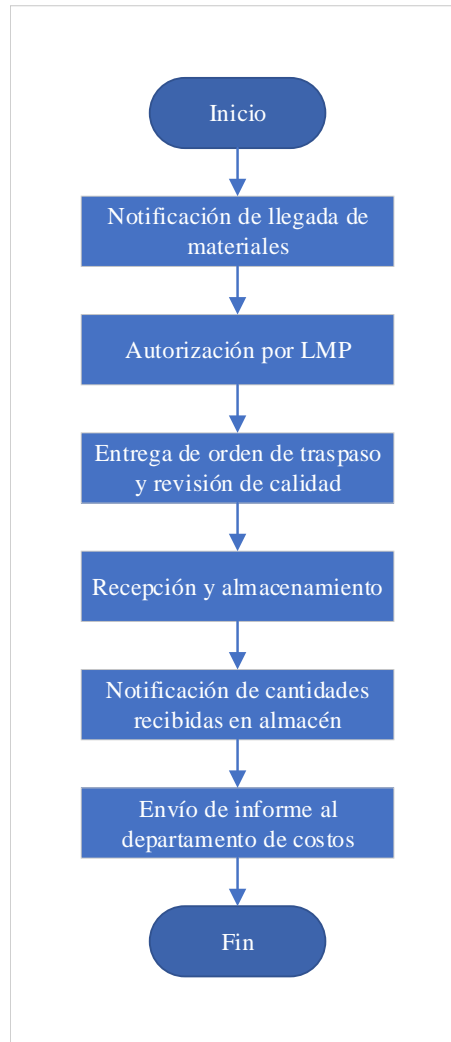 Inicio
Notificación de llegada de
materiales
Autorización por LMP
Entrega de orden de traspaso
y revisión de calidad
Recepción y almacenamiento
Notificación de cantidades
recibidas en almacén
Envío de informe al
departamento de costos
Fin